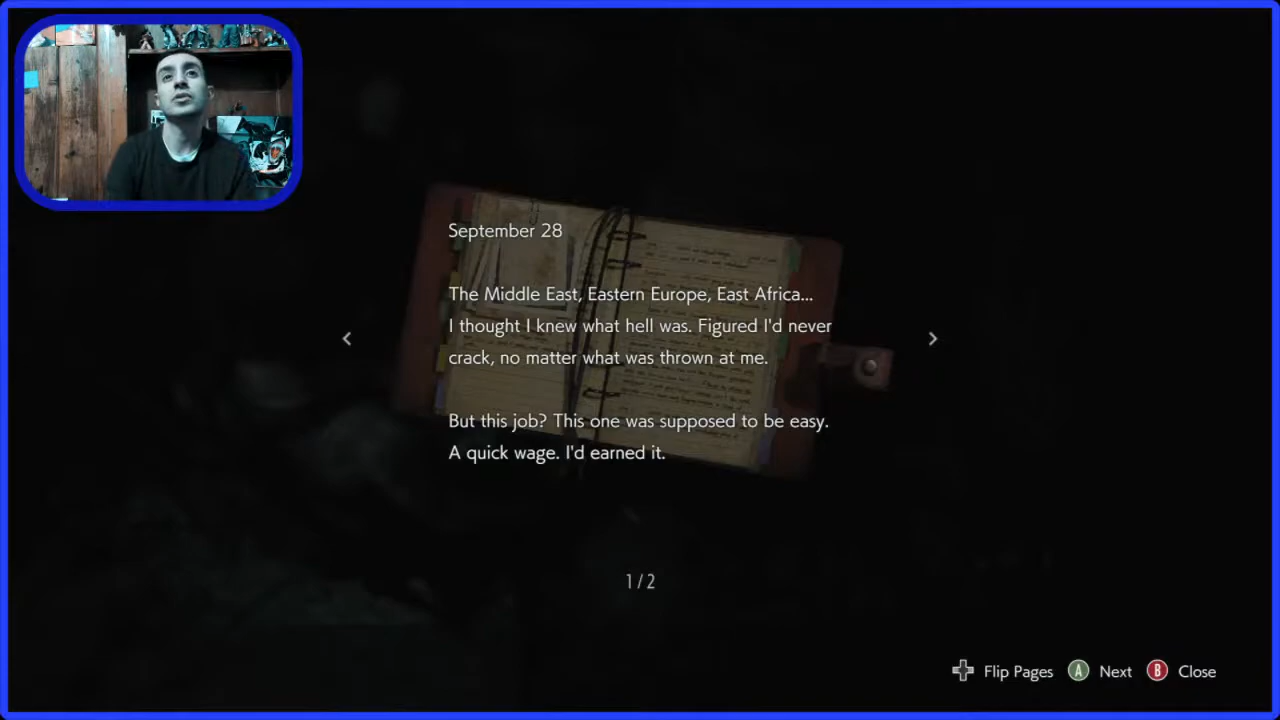 September 28
The Middle East, Eastern Europe, East Africa...
I thought I knew what hell was. Figured I'd never
crack, no matter what was thrown at me.
But this job? This one was supposed to be easy.
A quick wage. I'd earned it.
1 / 2
Flip Pages A Next B Close